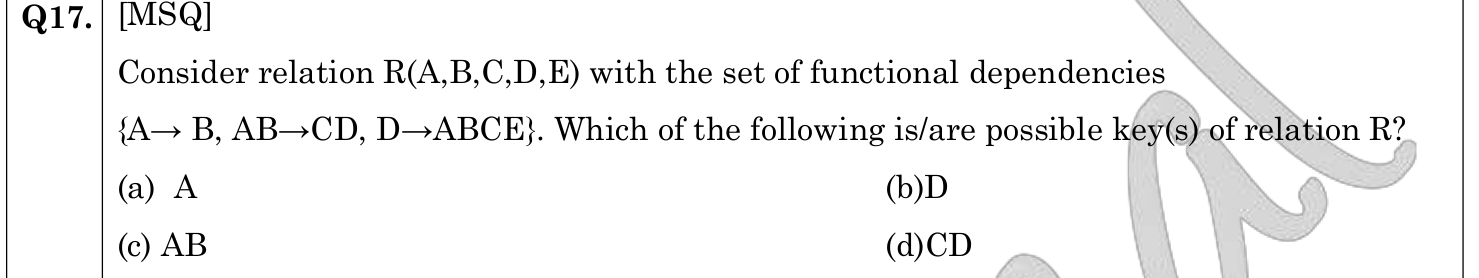 Q17. [MSQ]
Consider relation R(A,B,C,D,E) with the set of functional dependencies
{A→ B, AB→CD, D→ABCE}. Which of the following is/are possible key(s) of relation R?
(a) A (b)D
(c) AB (d)CD